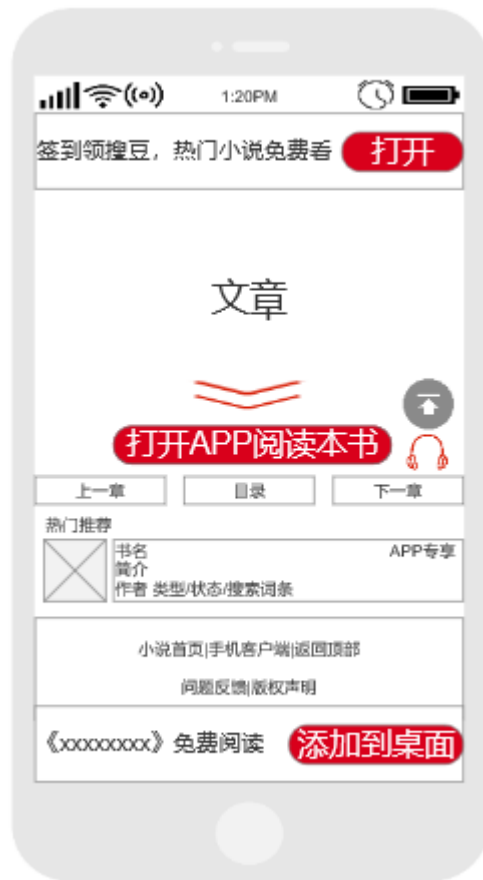 1:20PM
签到领搜豆，热门小说免费看
打开
文章
打开APP阅读本书
上一章 目录 下一章
热门推荐
书名 APP专享
简介
作者 类型/状态/搜索词条
小说首页|手机客户端|返回顶部
问题反馈|版权声明
《xxxxxxxx》免费阅读
添加到桌面